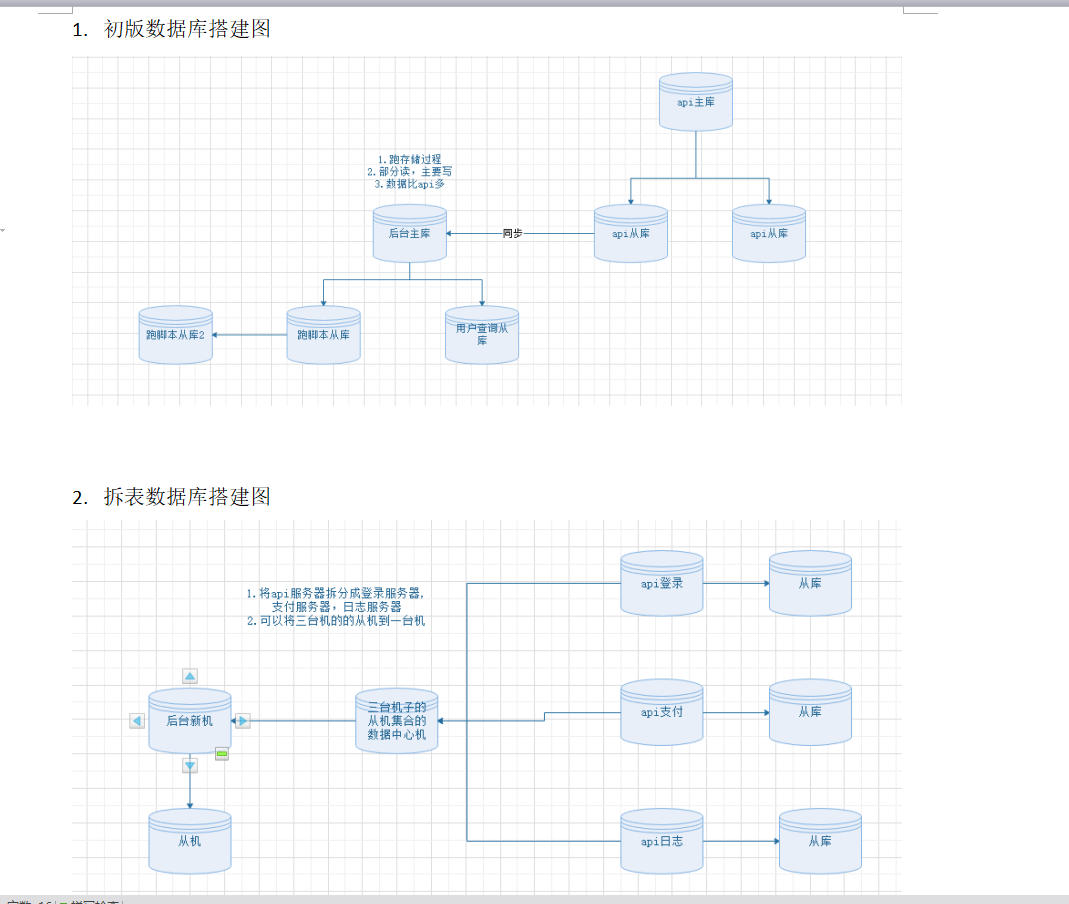 1. 初版数据库搭建图
api主库
1.跑存储过程
2.部分读，主要写
3.数据比api多
后台主库
同步
api从库
api从库
跑脚本从库2
跑脚本从库
用户查询从
库
2. 拆表数据库搭建图
api登录
从库
1.将api服务器拆分成登录服务器,
支付服务器，日志服务器
2.可以将三台机的的从机到一台机
后台新机
三台机子的
从机集合的
数据中心机
api支付
从库
从机
api日志
从库